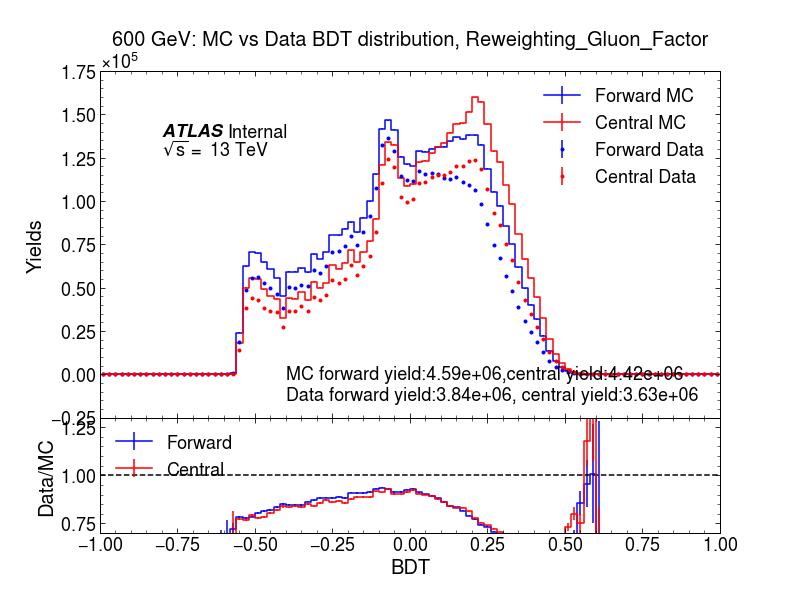 600 GeV: MC vs Data BDT distribution, Reweighting_Gluon_Factor
×10⁵
1.75
1.50
1.25
1.00
0.75
0.50
0.25
0.00
−0.25
Yields
ATLAS Internal
√s = 13 TeV
Forward MC
Central MC
Forward Data
Central Data
MC forward yield:4.59e+06,central yield:4.42e+06
Data forward yield:3.84e+06, central yield:3.63e+06
1.25
1.00
0.75
Data/MC
Forward
Central
−1.00 −0.75 −0.50 −0.25 0.00 0.25 0.50 0.75 1.00
BDT